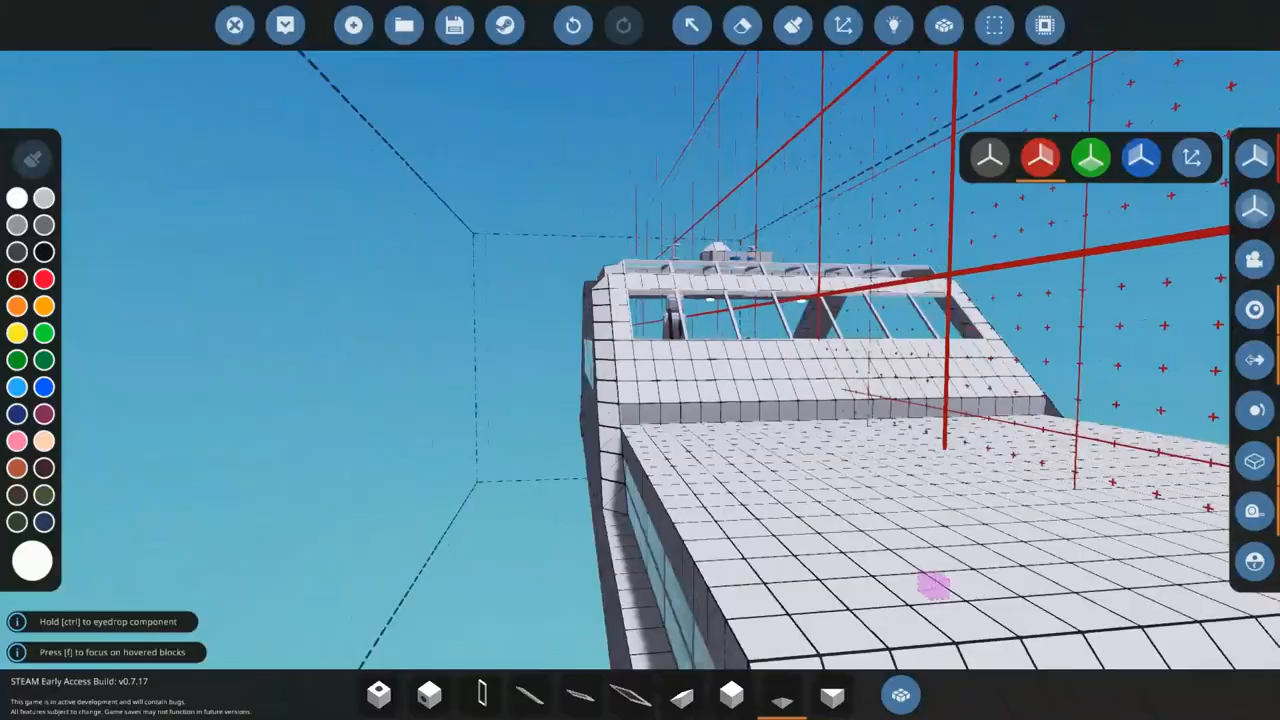 Hold [ctrl] to eyedrop component
Press [f] to focus on hovered blocks
STEAM Early Access Build: v0.7.17
This game is in active development and will contain bugs.
All features subject to change. Game saves may not function in future versions.